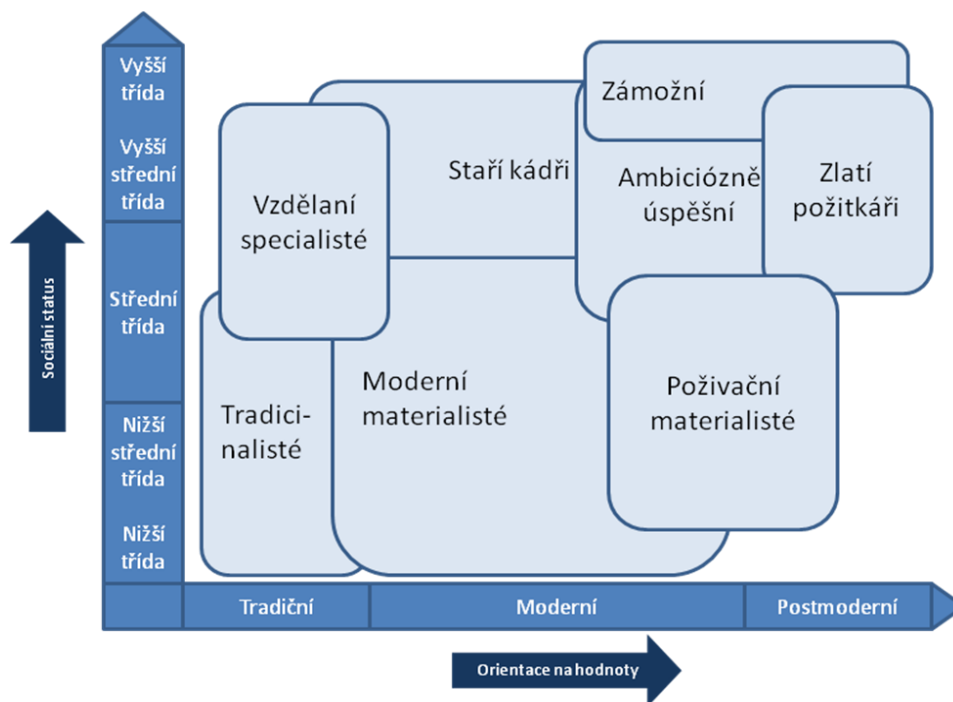 Vyšší
třída
Vyšší
střední
třída
Střední
třída
Nižší
střední
třída
Nižší
třída
Sociální status
Zámožní
Staří kádři
Ambiciózně
úspěšní
Zlatí
požitkáři
Vzdělaní
specialisté
Moderní
materialisté
Poživační
materialisté
Tradici-
nalisté
Tradiční
Moderní
Postmoderní
Orientace na hodnoty